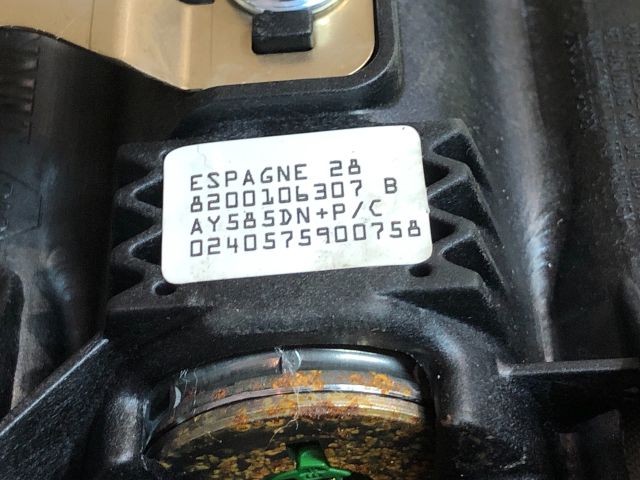 ESPAGNE 28
8200106307 B
AY585DN+P/C
0240575900758